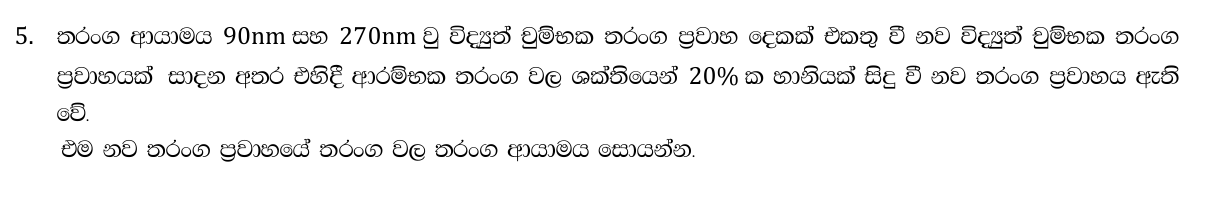 5. තරංග ආයාමය 90nm සහ 270nm වු විද්‍යුත් චුම්භක තරංග ප්‍රවාහ දෙකක් එකතු වී නව විද්‍යුත් චුම්භක තරංග
ප්‍රවාහයක් සාදන අතර එහිදී ආරම්භක තරංග වල ශක්තියෙන් 20% ක හානියක් සිදු වී නව තරංග ප්‍රවාහය ඇති
වේ.
එම නව තරංග ප්‍රවාහයේ තරංග වල තරංග ආයාමය සොයන්න.